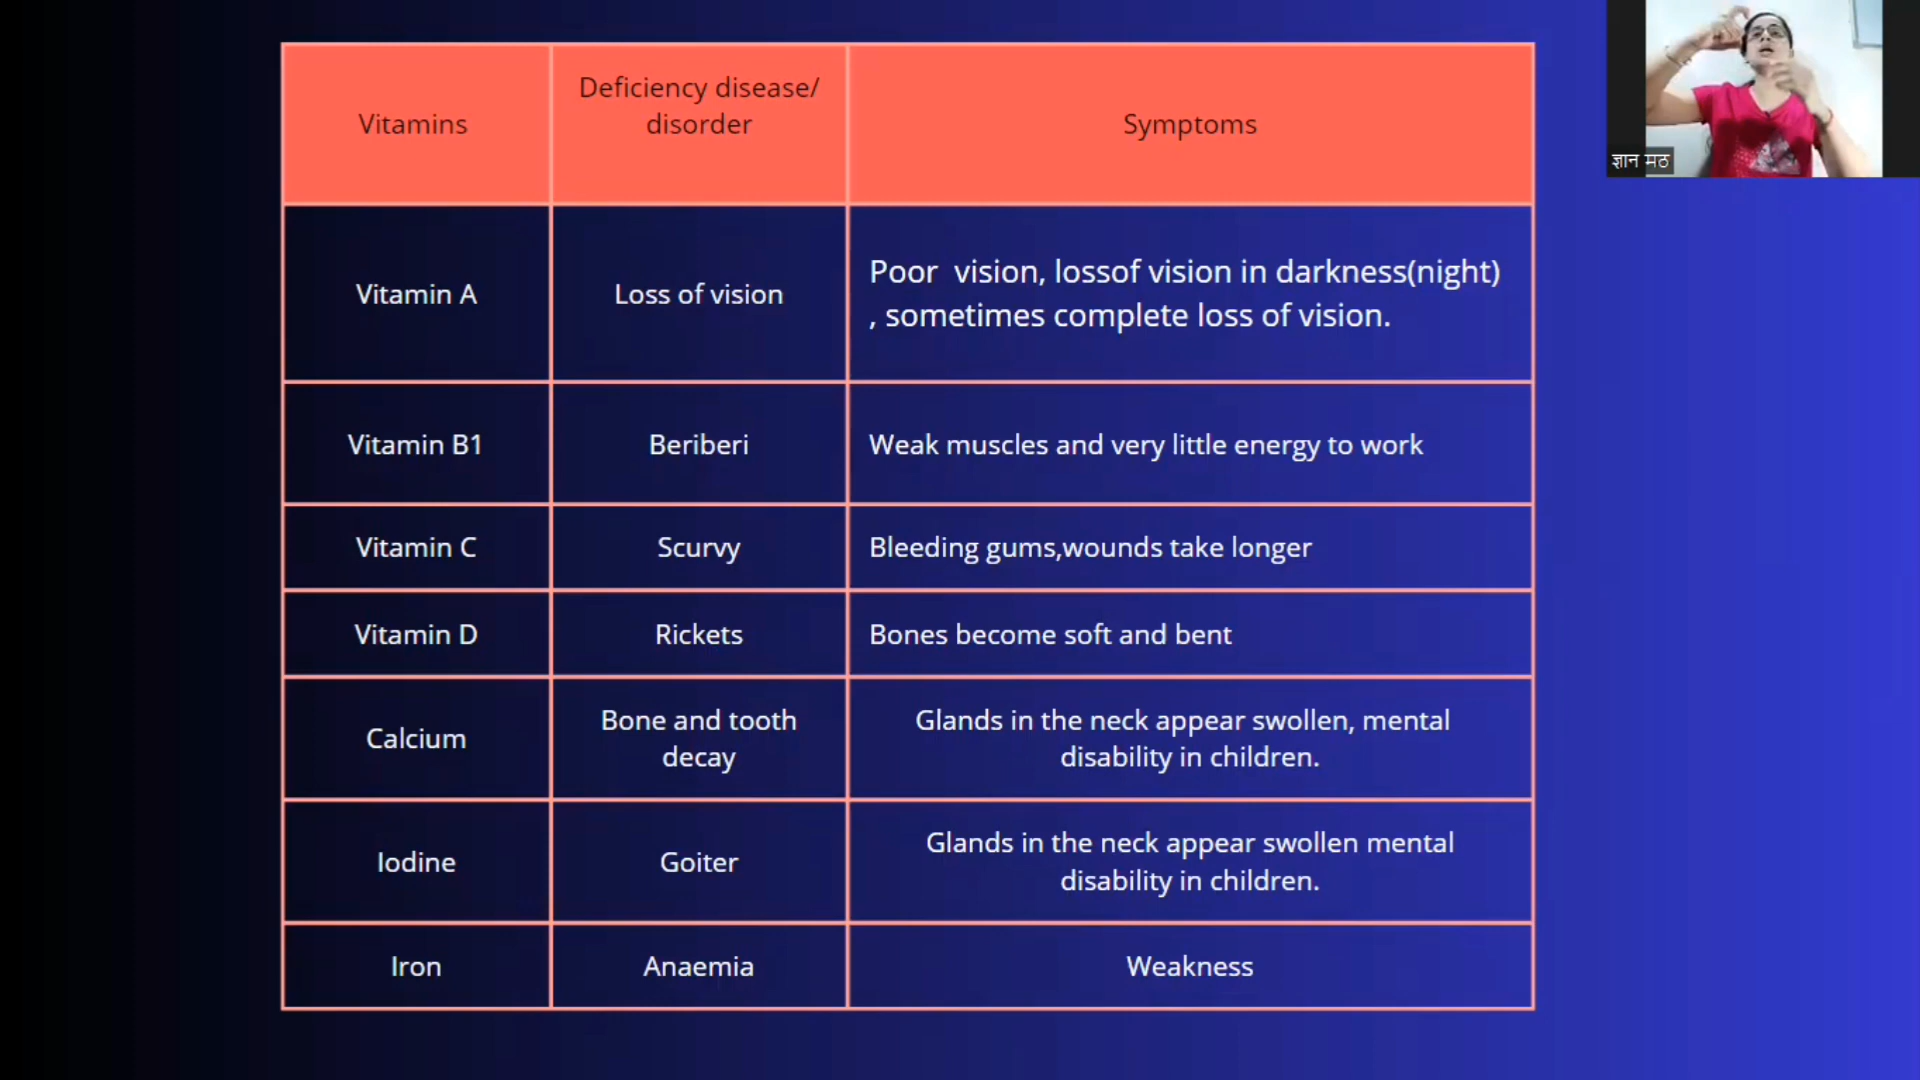 Vitamins
Deficiency disease/
disorder
Symptoms
Vitamin A
Loss of vision
Poor  vision, lossof vision in darkness(night)
, sometimes complete loss of vision.
Vitamin B1
Beriberi
Weak muscles and very little energy to work
Vitamin C
Scurvy
Bleeding gums,wounds take longer
Vitamin D
Rickets
Bones become soft and bent
Calcium
Bone and tooth
decay
Glands in the neck appear swollen, mental
disability in children.
Iodine
Goiter
Glands in the neck appear swollen mental
disability in children.
Iron
Anaemia
Weakness
ज्ञान मठ